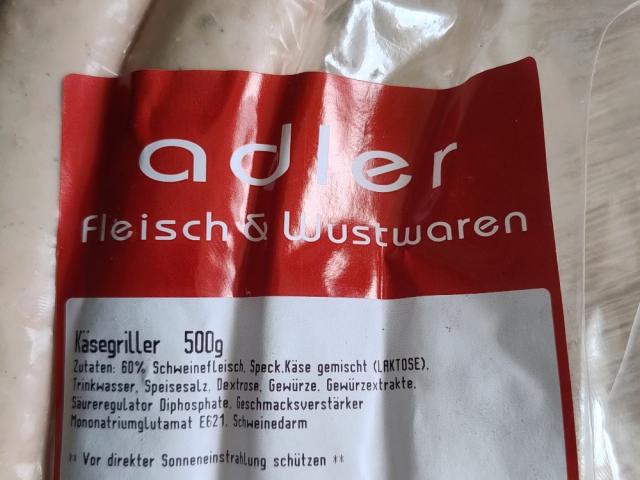 adler
Fleisch & Wustwaren
Käsegriller 500g
Zutaten: 60% Schweinefleisch, Speck.Käse gemischt (LAKTOSE),
Trinkwasser, Speisesalz, Dextrose, Gewürze, Gewürzextrakte,
Säureregulator Diphosphate, Geschmacksverstärker
Mononatriumglutamat E621, Schweinedarm
** Vor direkter Sonneneinstrahlung schützen **